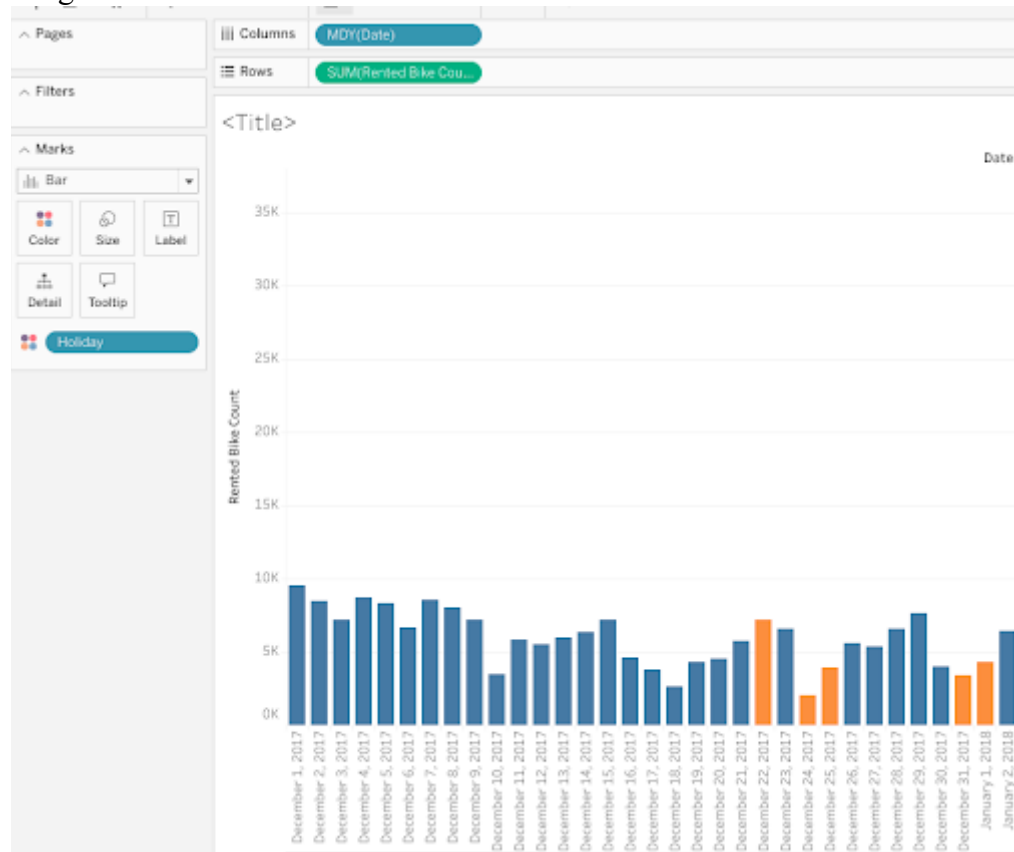 Pages
Columns
MDY(Date)
Rows
SUM(Rented Bike Cou...
Filters
<Title>
Marks
Date
Bar
Color
Size
Label
Detail
Tooltip
Holiday
Rented Bike Count
35K
30K
25K
20K
15K
10K
5K
0K
December 1, 2017
December 2, 2017
December 3, 2017
December 4, 2017
December 5, 2017
December 6, 2017
December 7, 2017
December 8, 2017
December 9, 2017
December 10, 2017
December 11, 2017
December 12, 2017
December 13, 2017
December 14, 2017
December 15, 2017
December 16, 2017
December 17, 2017
December 18, 2017
December 19, 2017
December 20, 2017
December 21, 2017
December 22, 2017
December 23, 2017
December 24, 2017
December 25, 2017
December 26, 2017
December 27, 2017
December 28, 2017
December 29, 2017
December 30, 2017
December 31, 2017
January 1, 2018
January 2, 2018